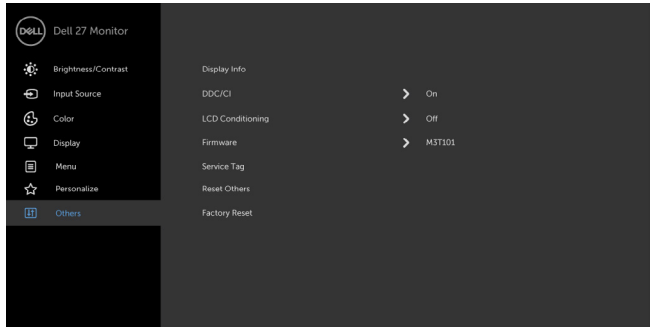 DELL Dell 27 Monitor
Brightness/Contrast
Input Source
Color
Display
Menu
Personalize
Others
Display Info
DDC/CI On
LCD Conditioning Off
Firmware M3T101
Service Tag
Reset Others
Factory Reset